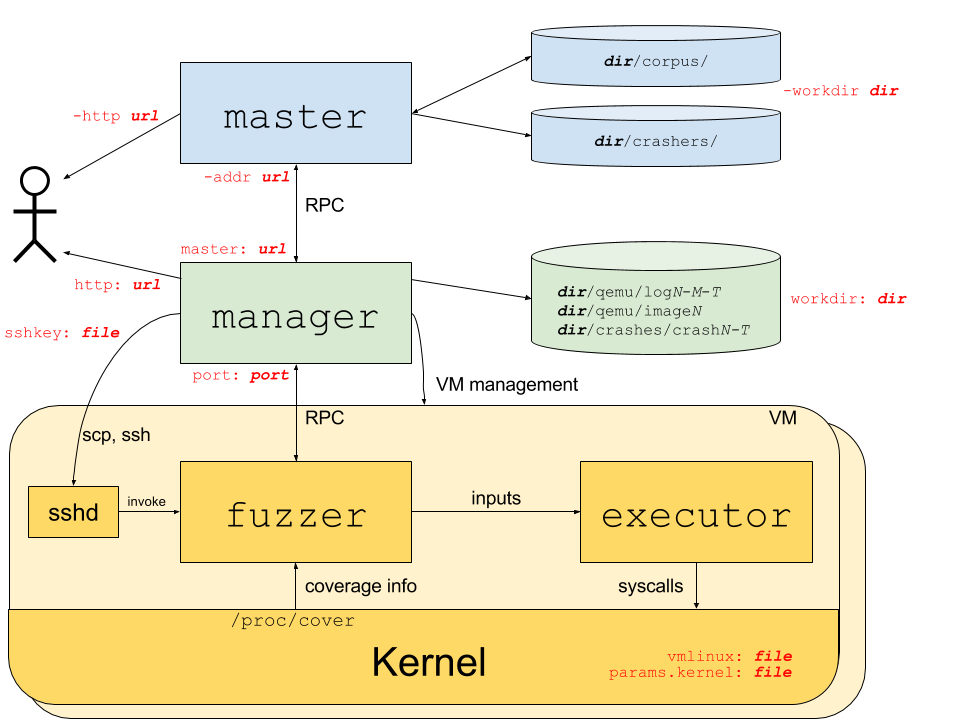 dir/corpus/
-workdir dir
master
-http url
dir/crashers/
-addr url
RPC
master: url
http: url
manager
dir/qemu/logN-M-T
dir/qemu/imageN
dir/crashes/crashN-T
workdir: dir
sshkey: file
port: port
VM management
RPC
VM
scp, ssh
sshd
invoke
fuzzer
inputs
executor
coverage info
syscalls
/proc/cover
Kernel
vmlinux: file
params.kernel: file